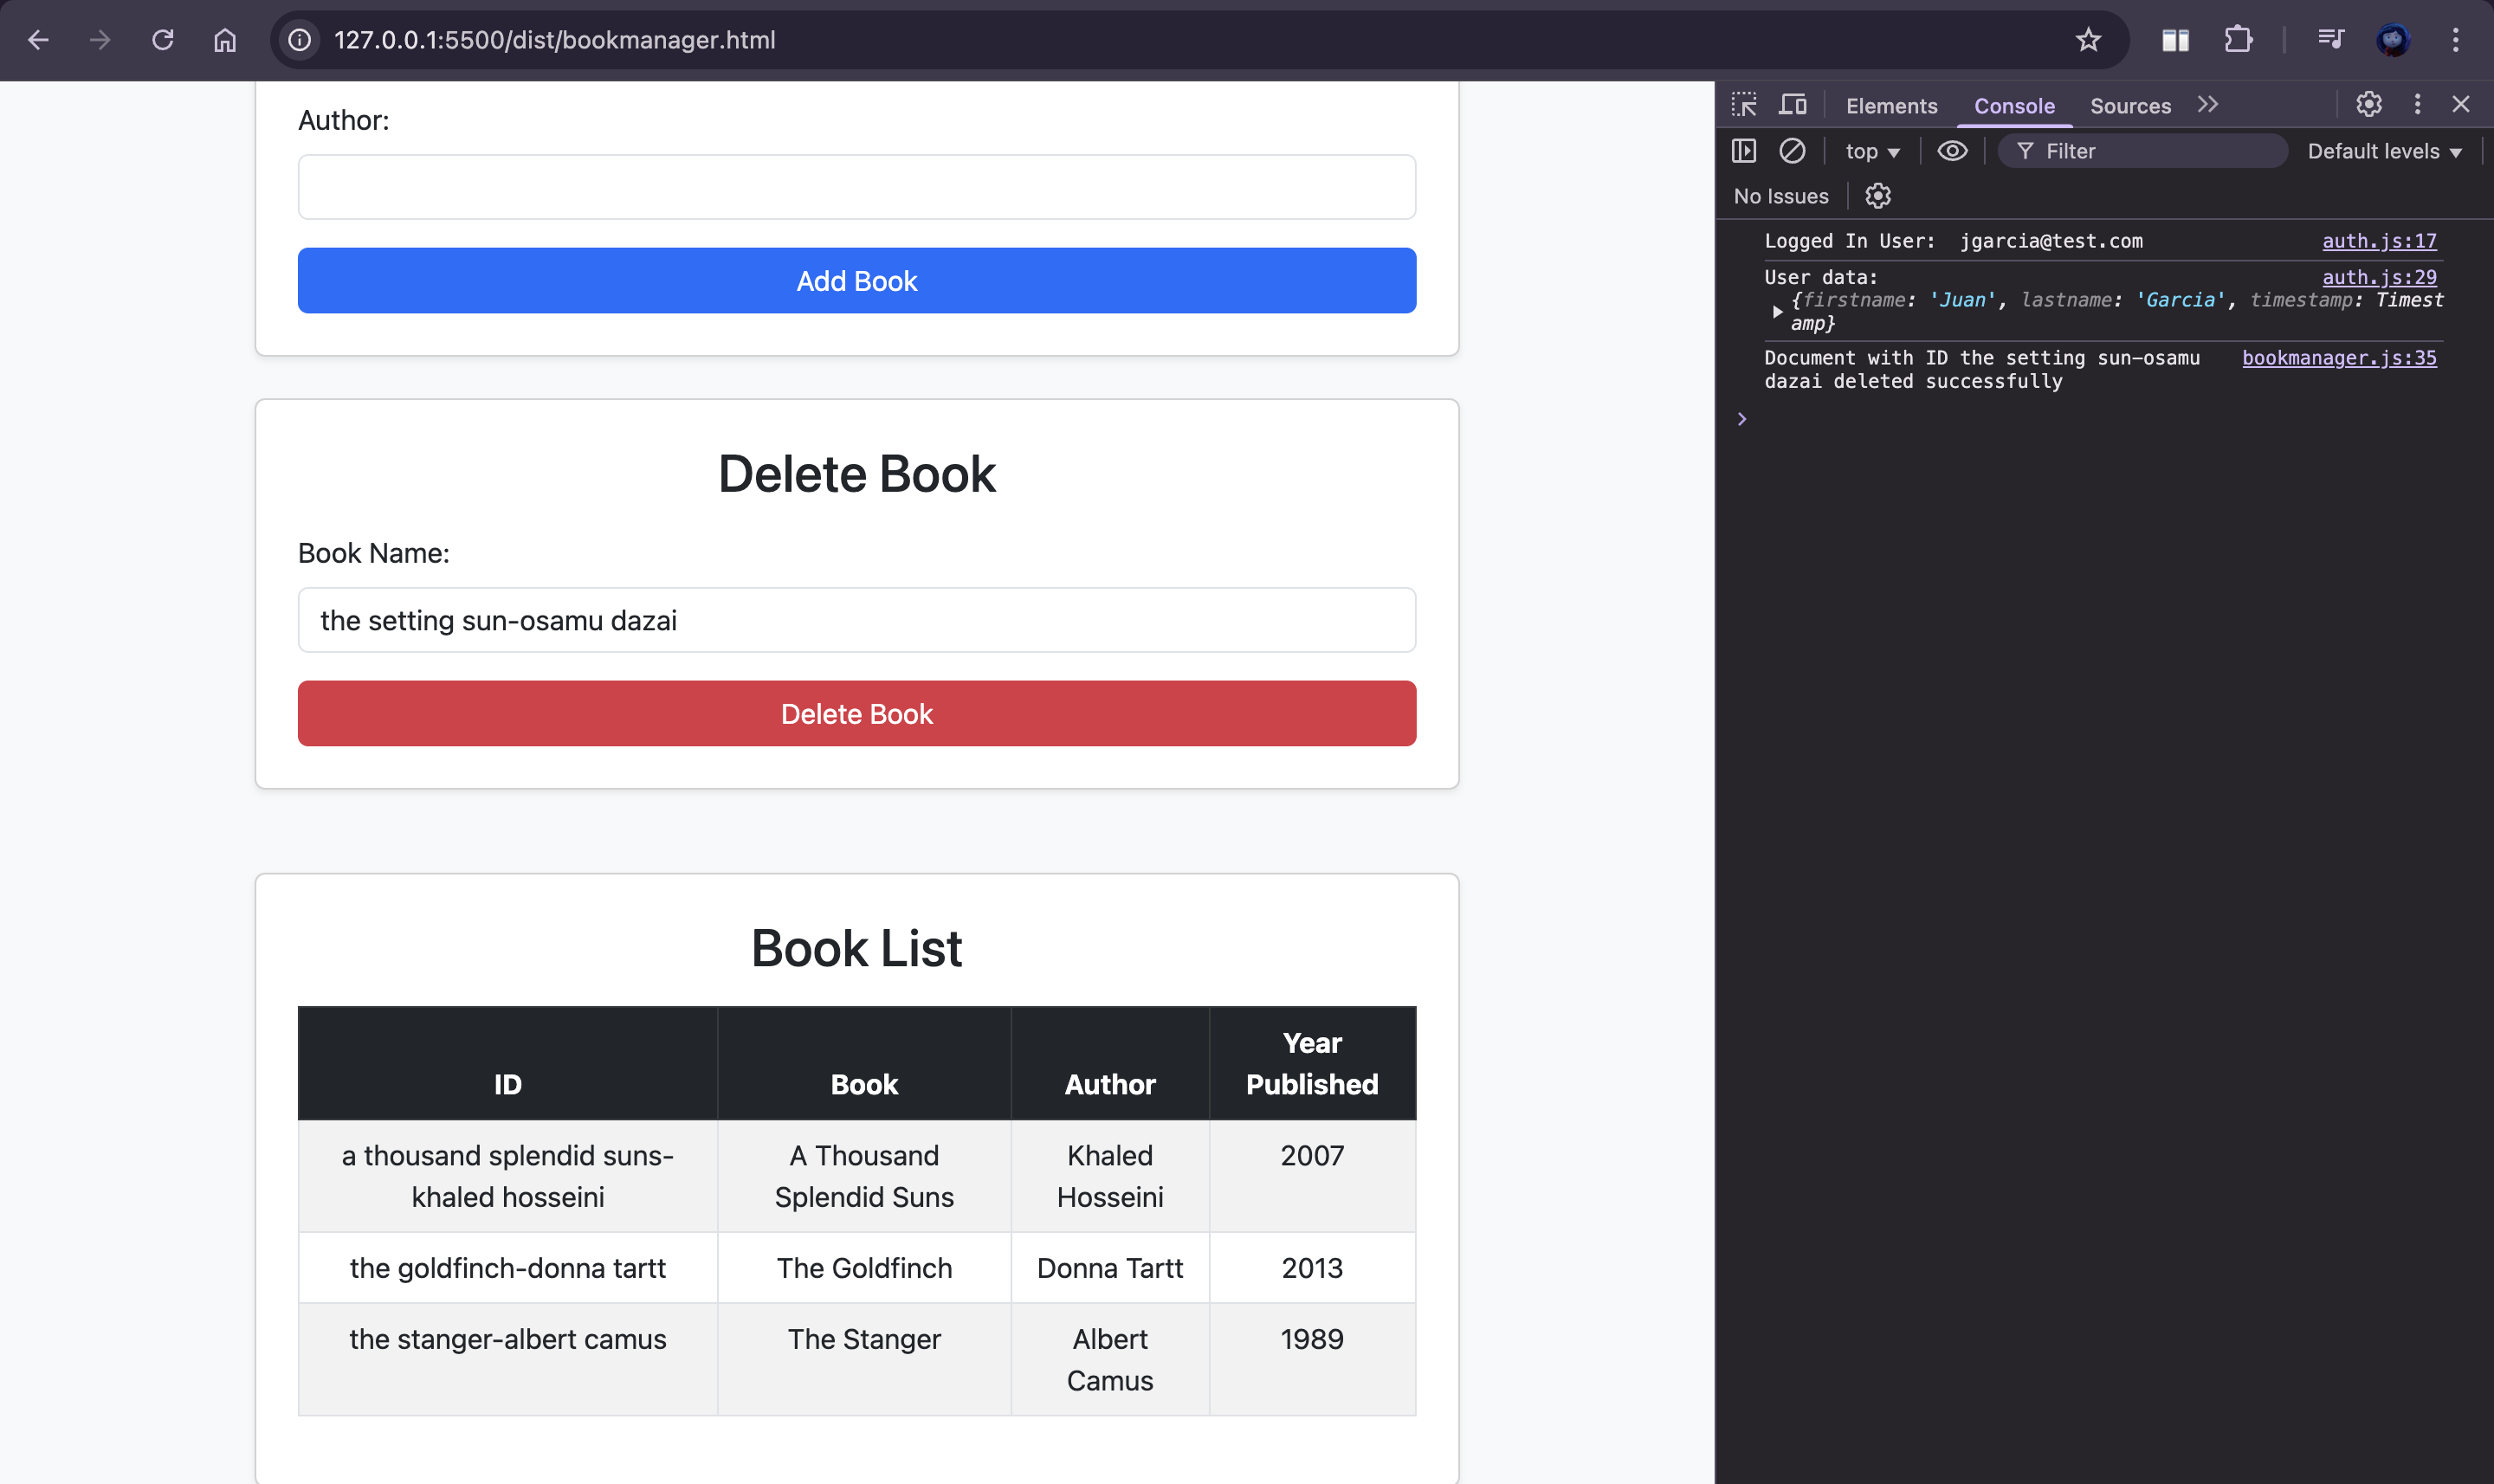 127.0.0.1:5500/dist/bookmanager.html
Author:
Add Book
Delete Book
Book Name:
the setting sun-osamu dazai
Delete Book
Book List
ID Book Author Year Published
a thousand splendid suns-khaled hosseini A Thousand Splendid Suns Khaled Hosseini 2007
the goldfinch-donna tartt The Goldfinch Donna Tartt 2013
the stanger-albert camus The Stanger Albert Camus 1989
Elements Console Sources
top Filter Default levels
No Issues
Logged In User: jgarcia@test.com auth.js:17
User data: auth.js:29
{firstname: 'Juan', lastname: 'Garcia', timestamp: Timest
amp}
Document with ID the setting sun-osamu bookmanager.js:35
dazai deleted successfully